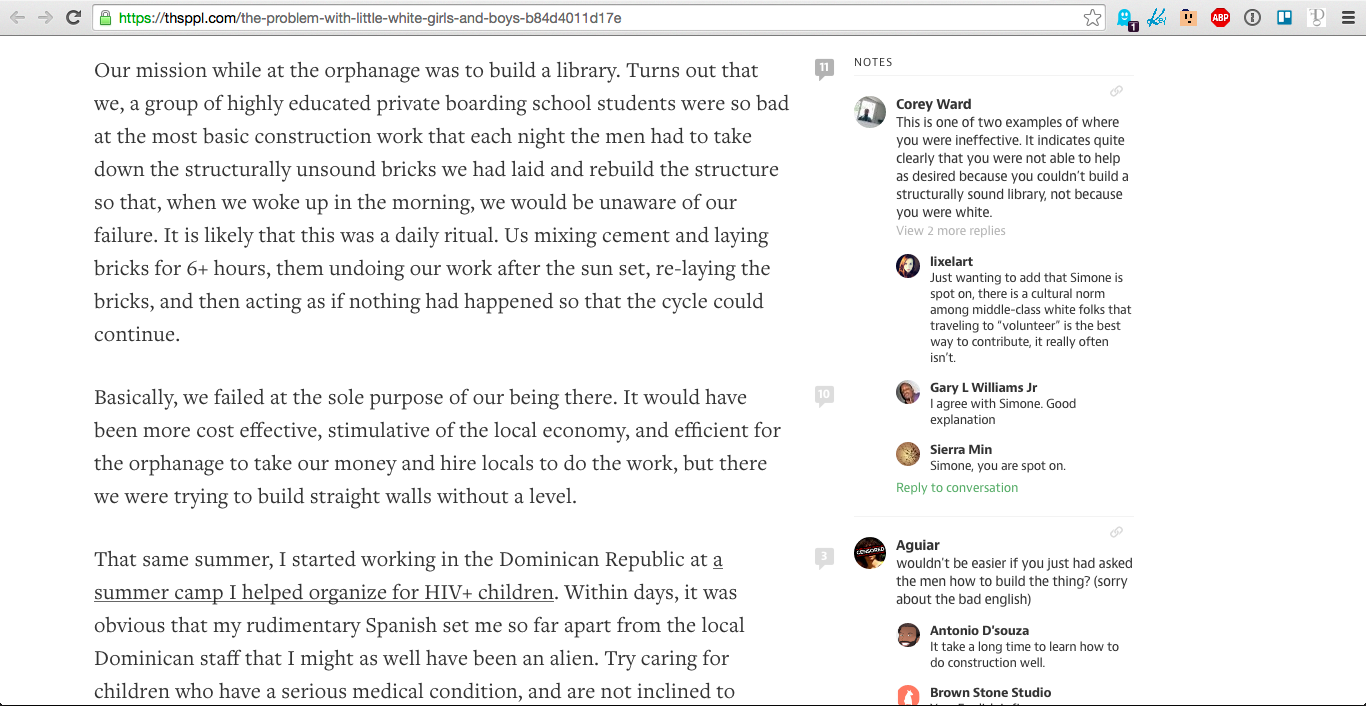 https://thsppl.com/the-problem-with-little-white-girls-and-boys-b84d4011d17e
1
ABP
Our mission while at the orphanage was to build a library. Turns out that
we, a group of highly educated private boarding school students were so bad
at the most basic construction work that each night the men had to take
down the structurally unsound bricks we had laid and rebuild the structure
so that, when we woke up in the morning, we would be unaware of our
failure. It is likely that this was a daily ritual. Us mixing cement and laying
bricks for 6+ hours, them undoing our work after the sun set, re-laying the
bricks, and then acting as if nothing had happened so that the cycle could
continue.
Basically, we failed at the sole purpose of our being there. It would have
been more cost effective, stimulative of the local economy, and efficient for
the orphanage to take our money and hire locals to do the work, but there
we were trying to build straight walls without a level.
That same summer, I started working in the Dominican Republic at a
summer camp I helped organize for HIV+ children. Within days, it was
obvious that my rudimentary Spanish set me so far apart from the local
Dominican staff that I might as well have been an alien. Try caring for
children who have a serious medical condition, and are not inclined to
11
10
3
NOTES
Corey Ward
This is one of two examples of where
you were ineffective. It indicates quite
clearly that you were not able to help
as desired because you couldn't build a
structurally sound library, not because
you were white.
View 2 more replies
lixelart
Just wanting to add that Simone is
spot on, there is a cultural norm
among middle-class white folks that
traveling to “volunteer” is the best
way to contribute, it really often
isn't.
Gary L Williams Jr
I agree with Simone. Good
explanation
Sierra Min
Simone, you are spot on.
Reply to conversation
CENSORED
Aguiar
wouldn't be easier if you just had asked
the men how to build the thing? (sorry
about the bad english)
Antonio D'souza
It take a long time to learn how to
do construction well.
Brown Stone Studio